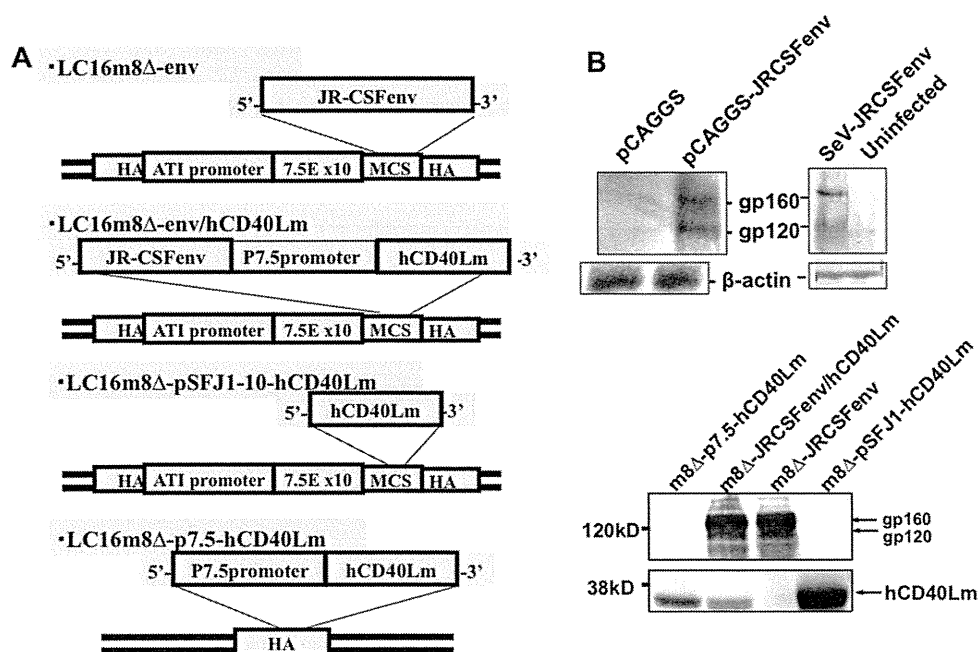 A
·LC16m8Δ-env
5'- JR-CSFenv -3'
HA ATI promoter 7.5E x10 MCS HA
·LC16m8Δ-env/hCD40Lm
5'- JR-CSFenv P7.5promoter hCD40Lm -3'
HA ATI promoter 7.5E x10 MCS HA
·LC16m8Δ-pSFJ1-10-hCD40Lm
5'- hCD40Lm -3'
HA ATI promoter 7.5E x10 MCS HA
·LC16m8Δ-p7.5-hCD40Lm
5'- P7.5promoter hCD40Lm -3'
HA
B
pCAGGS
pCAGGS-JRCSFenv
SeV-JRCSFenv
Uninfected
gp160
gp120
β-actin
m8Δ-p7.5-hCD40Lm
m8Δ-JRCSFenv/hCD40Lm
m8Δ-JRCSFenv
m8Δ-pSFJ1-hCD40Lm
120kD
gp160
gp120
38kD
hCD40Lm